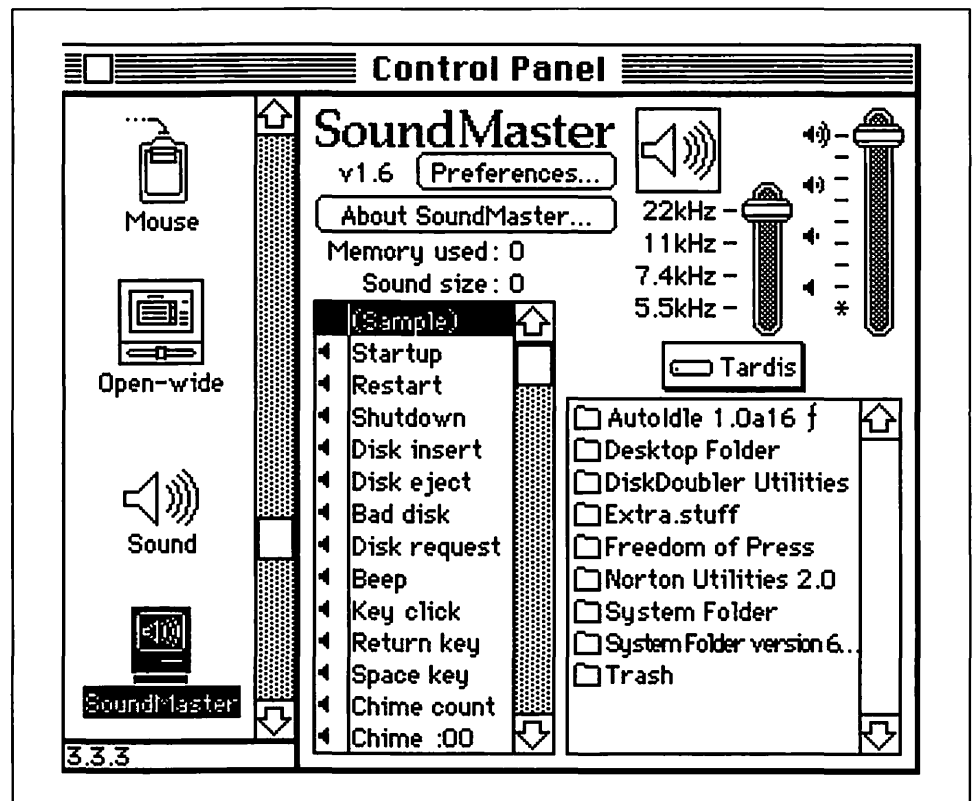 Control Panel
Mouse
Open-wide
Sound
SoundMaster
3.3.3
SoundMaster
v1.6 Preferences...
About SoundMaster...
Memory used: 0
Sound size: 0
(Sample)
Startup
Restart
Shutdown
Disk insert
Disk eject
Bad disk
Disk request
Beep
Key click
Return key
Space key
Chime count
Chime :00
22kHz
11kHz
7.4kHz
5.5kHz
*
Tardis
AutoIdle 1.0a16 ƒ
Desktop Folder
DiskDoubler Utilities
Extra.stuff
Freedom of Press
Norton Utilities 2.0
System Folder
System Folder version 6...
Trash